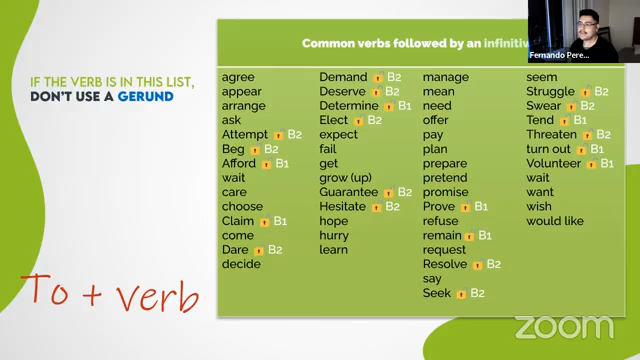 Common verbs followed by an infinitiv
Fernando Pere...
IF THE VERB IS IN THIS LIST,
DON'T USE A GERUND
agree
appear
arrange
ask
Attempt B2
Beg B2
Afford B1
wait
care
choose
Claim B1
come
Dare B2
decide
Demand B2
Deserve B2
Determine B1
Elect B2
expect
fail
get
grow (up)
Guarantee B2
Hesitate B2
hope
hurry
learn
manage
mean
need
offer
pay
plan
prepare
pretend
promise
Prove B1
refuse
remain B1
request
Resolve B2
say
Seek B2
seem
Struggle B2
Swear B2
Tend B1
Threaten B2
turn out B1
Volunteer B1
wait
want
wish
would like
To + verb
zoom